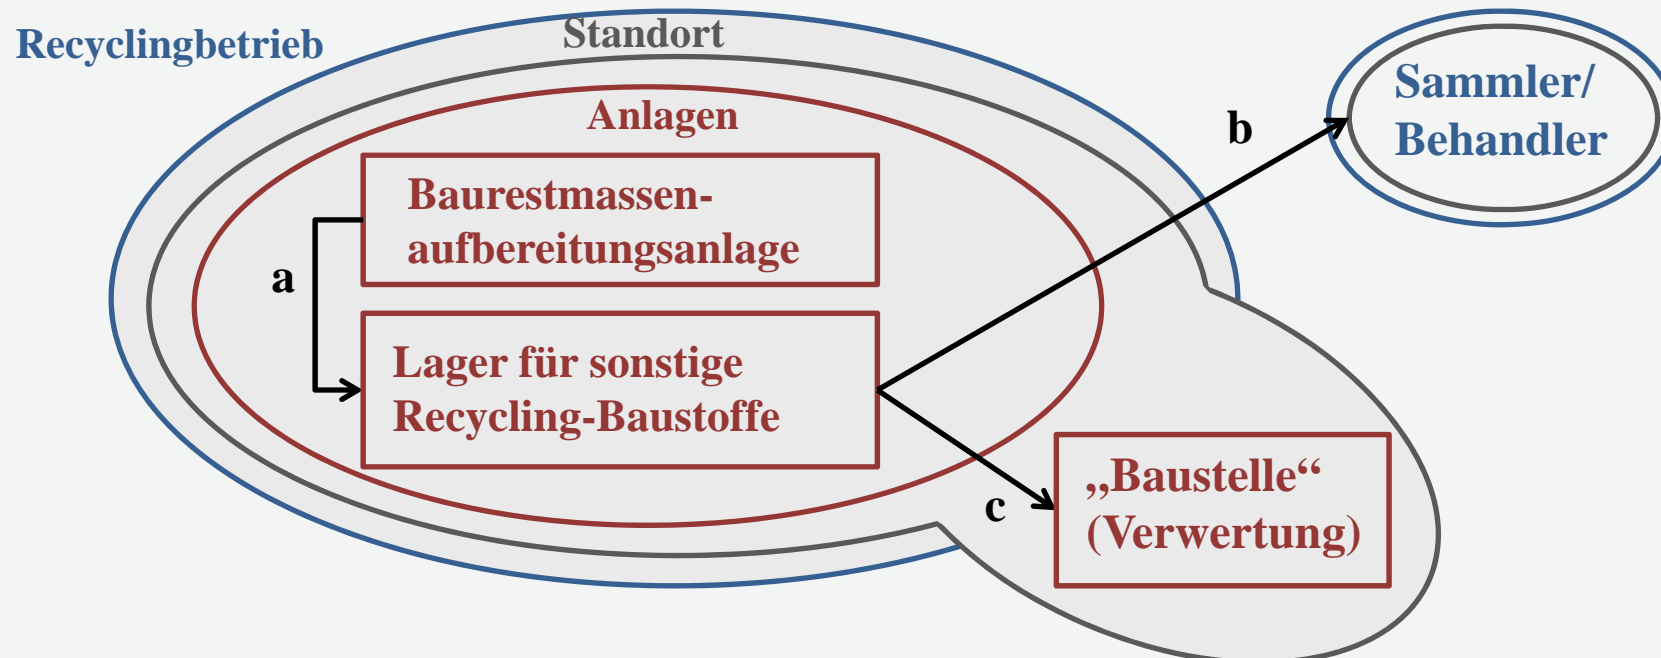 Recyclingbetrieb
Standort
Anlagen
Baurestmassen-
aufbereitungsanlage
a
Lager für sonstige
Recycling-Baustoffe
b
Sammler/
Behandler
c
„Baustelle“
(Verwertung)